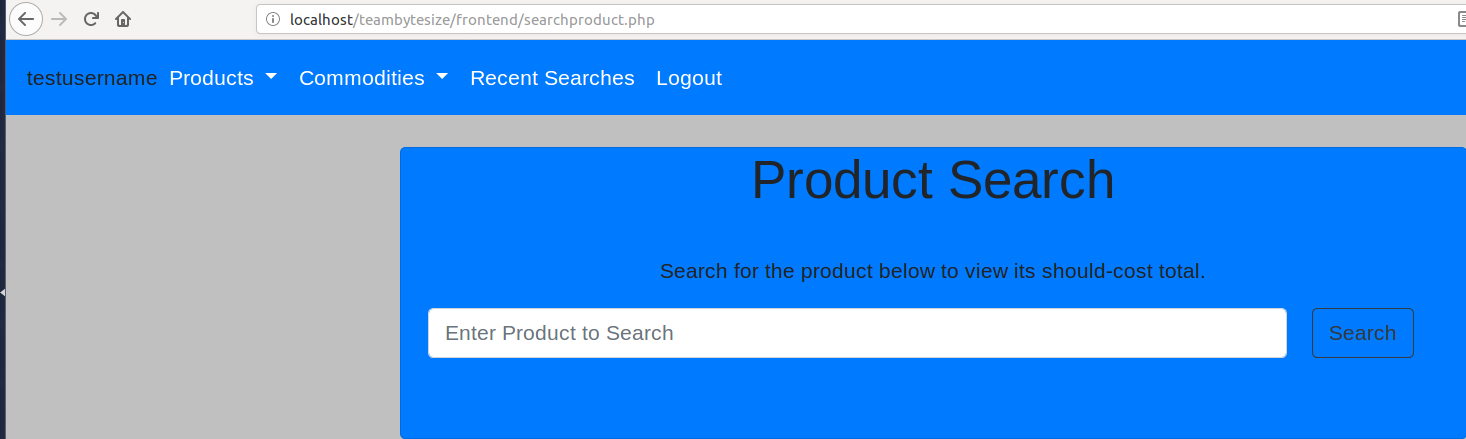 localhost/teambytesize/frontend/searchproduct.php
testusername Products Commodities Recent Searches Logout
Product Search
Search for the product below to view its should-cost total.
Enter Product to Search Search